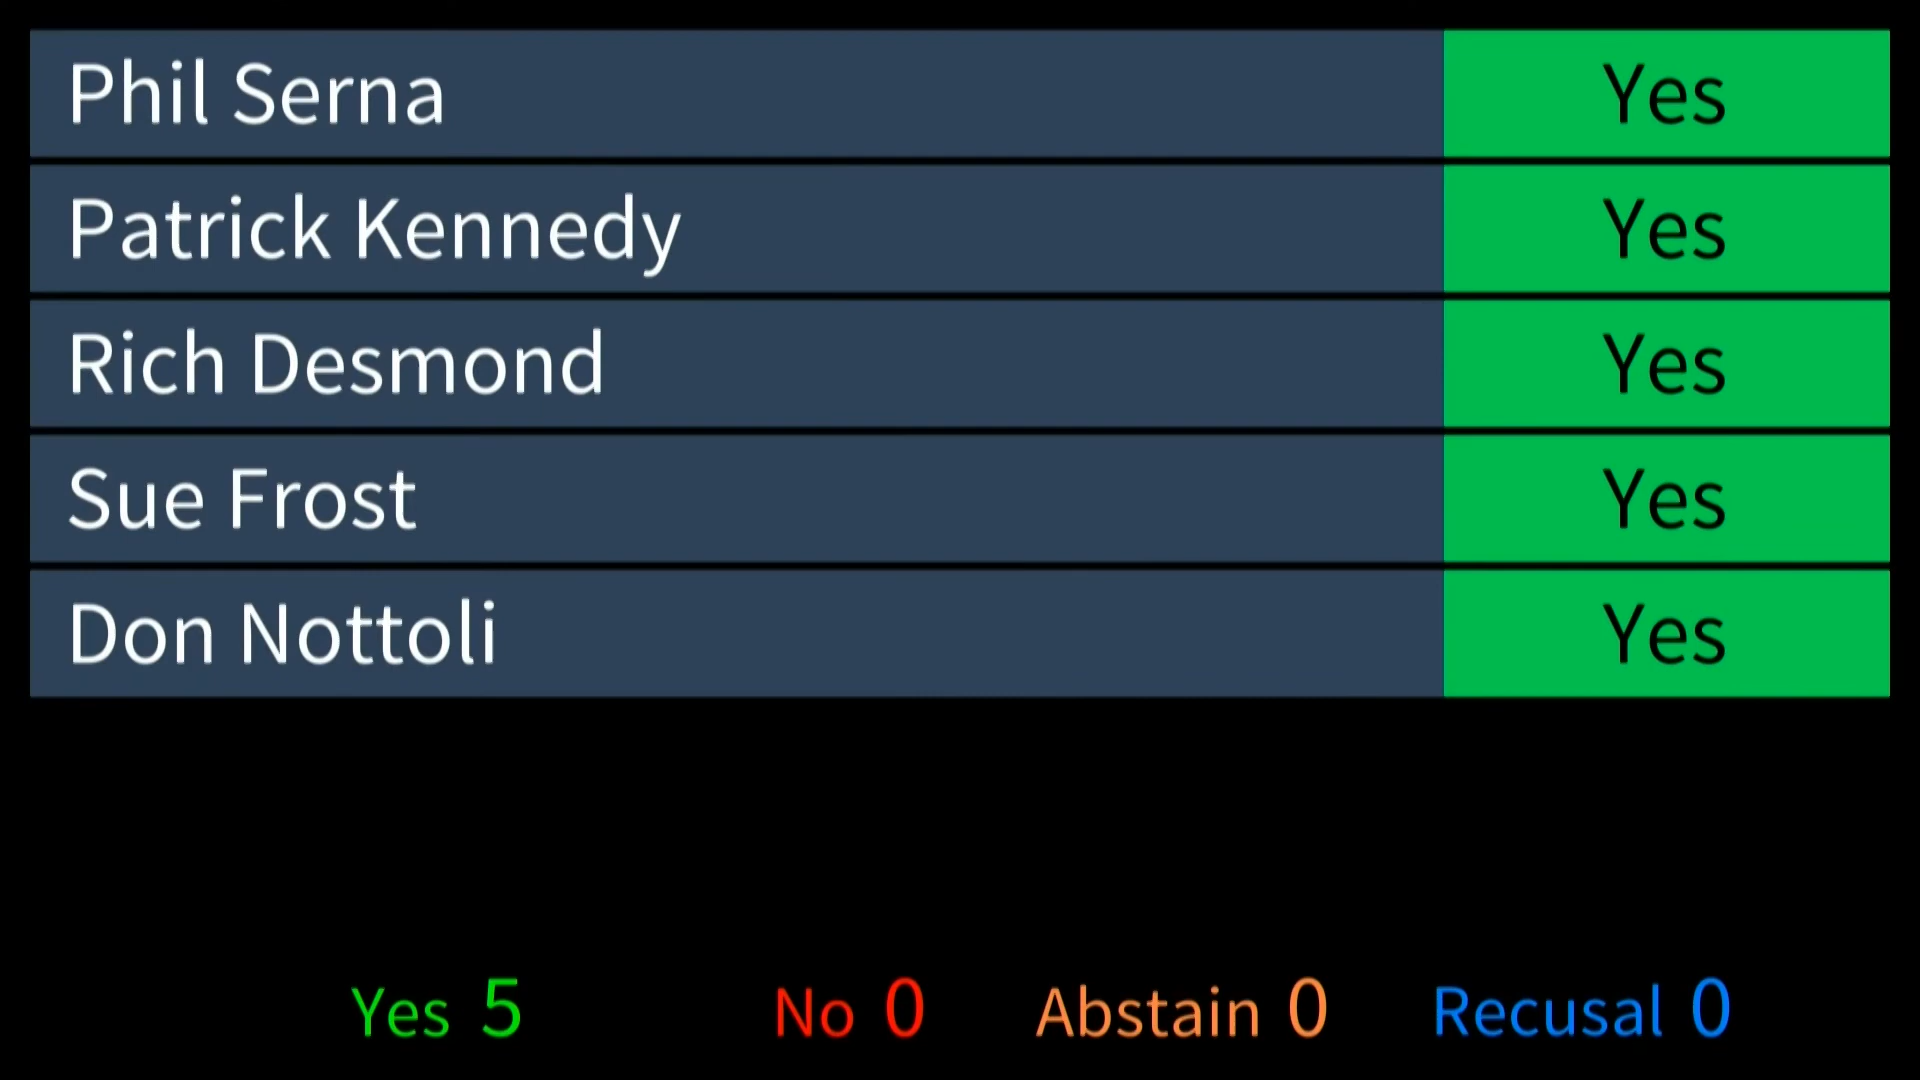 Phil Serna Yes
Patrick Kennedy Yes
Rich Desmond Yes
Sue Frost Yes
Don Nottoli Yes
Yes 5 No 0 Abstain 0 Recusal 0